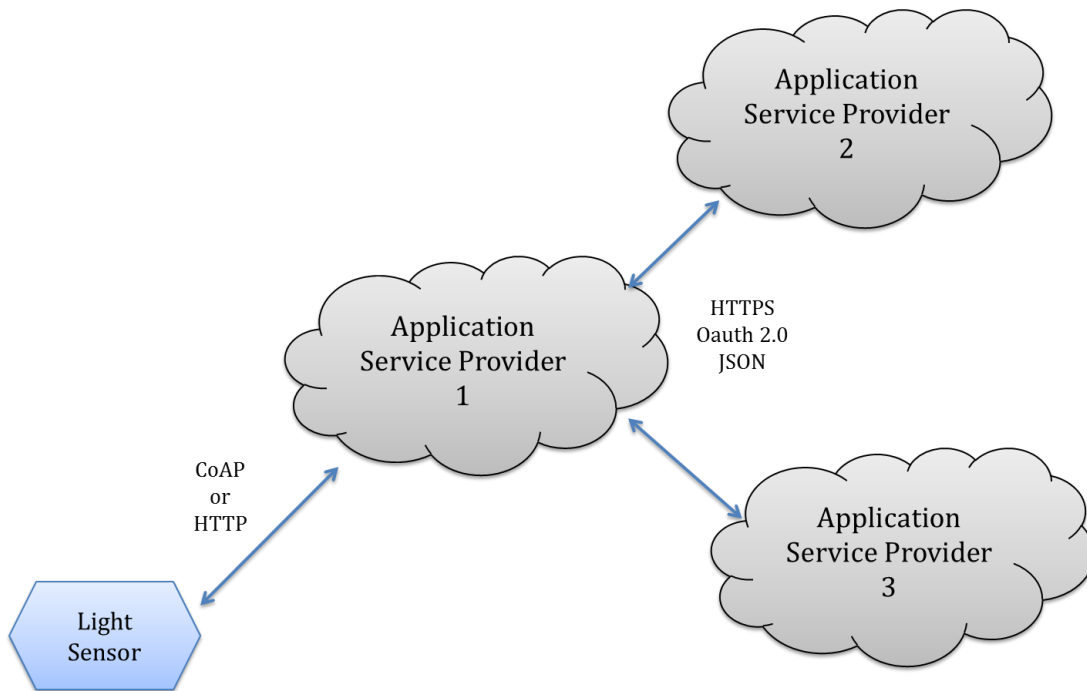 Application
Service Provider
2
Application
Service Provider
1
HTTPS
Oauth 2.0
JSON
CoAP
or
HTTP
Application
Service Provider
3
Light
Sensor